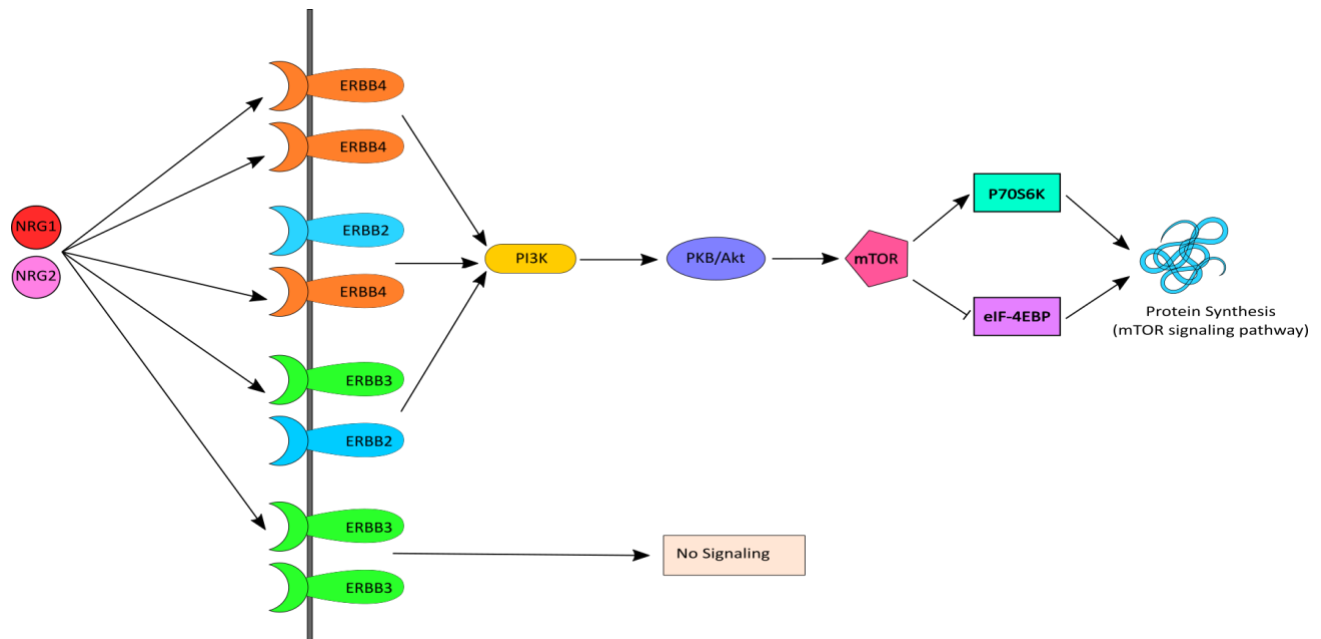 ERBB4
ERBB4
NRG1
NRG2
ERBB2
ERBB4
ERBB3
ERBB2
ERBB3
ERBB3
PI3K
PKB/Akt
mTOR
P70S6K
eIF-4EBP
Protein Synthesis
(mTOR signaling pathway)
No Signaling